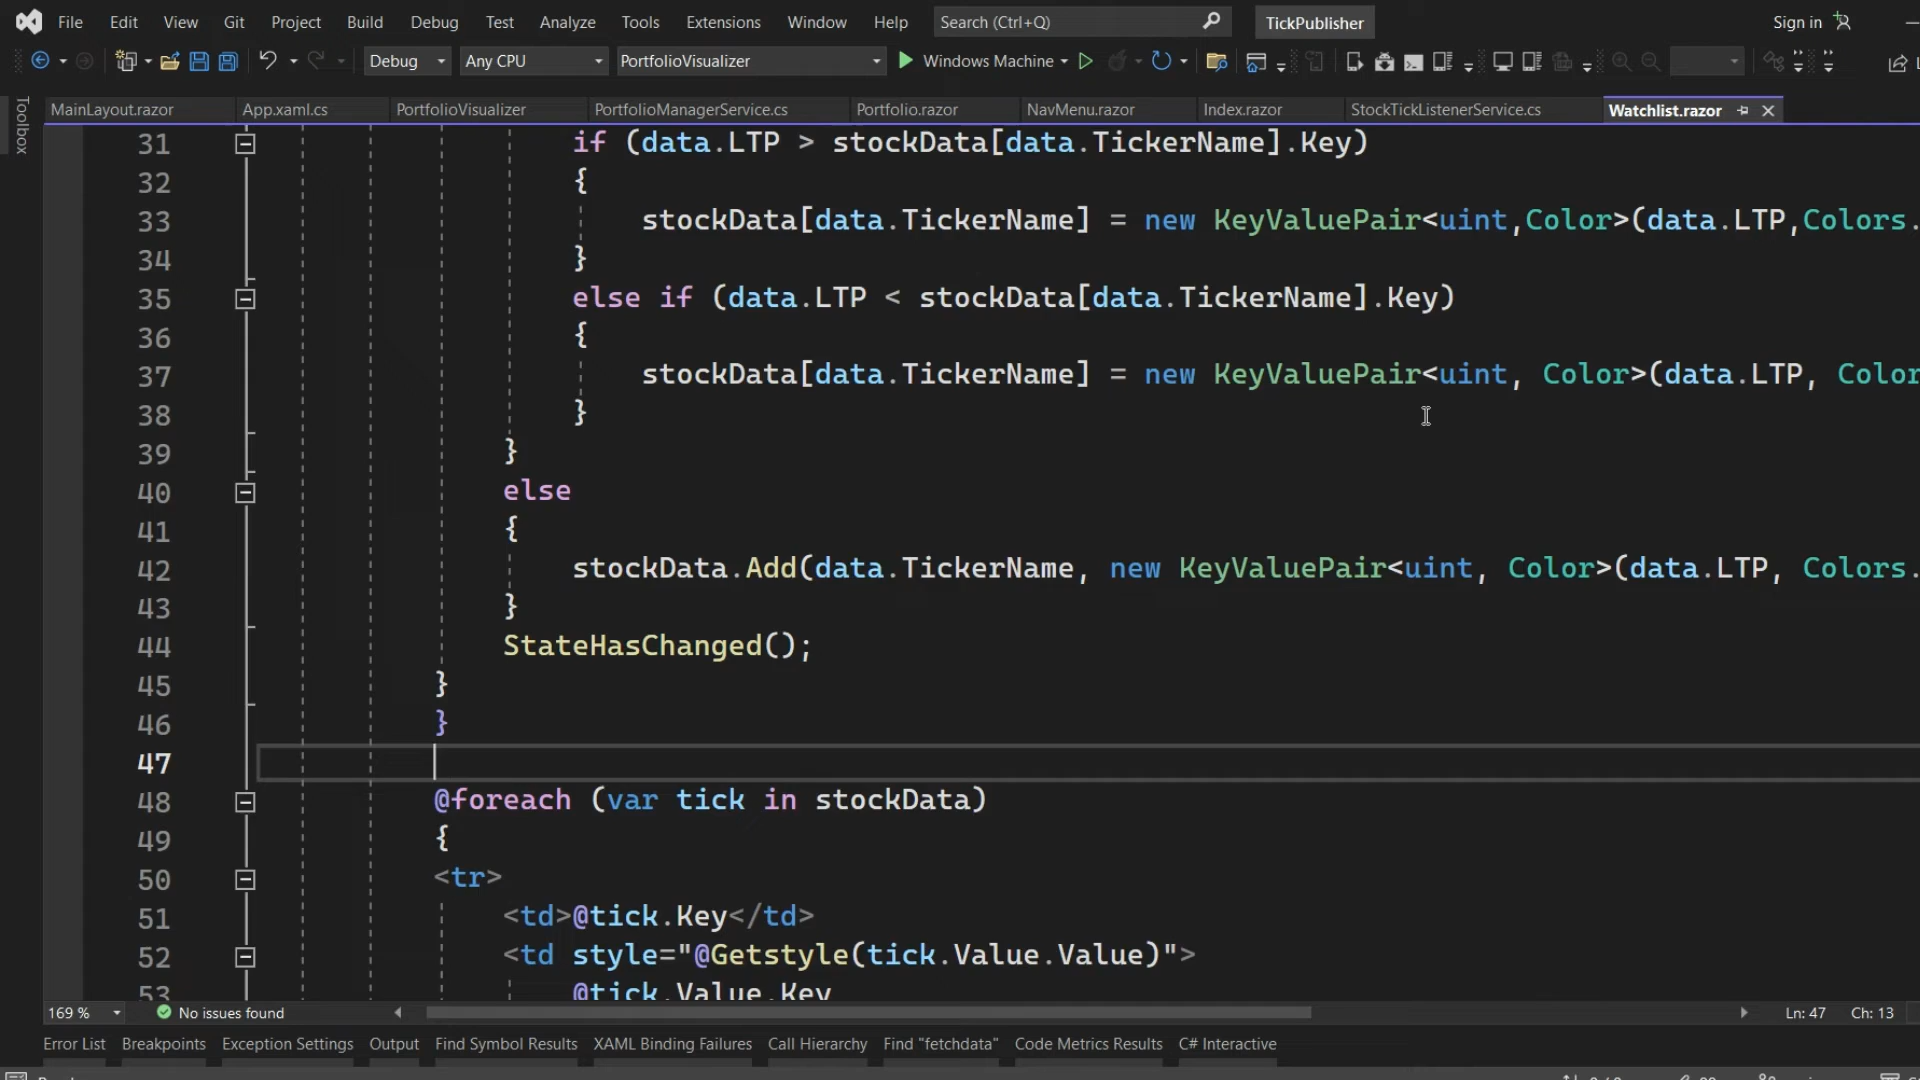 File Edit View Git Project Build Debug Test Analyze Tools Extensions Window Help Search (Ctrl+Q) TickPublisher Sign in
Debug Any CPU PortfolioVisualizer Windows Machine
Toolbox
MainLayout.razor App.xaml.cs PortfolioVisualizer PortfolioManagerService.cs Portfolio.razor NavMenu.razor Index.razor StockTickListenerService.cs Watchlist.razor
31 if (data.LTP > stockData[data.TickerName].Key)
32 {
33 stockData[data.TickerName] = new KeyValuePair<uint,Color>(data.LTP,Colors.
34 }
35 else if (data.LTP < stockData[data.TickerName].Key)
36 {
37 stockData[data.TickerName] = new KeyValuePair<uint, Color>(data.LTP, Color
38 }
39 }
40 else
41 {
42 stockData.Add(data.TickerName, new KeyValuePair<uint, Color>(data.LTP, Colors.
43 }
44 StateHasChanged();
45 }
46 }
47
48 @foreach (var tick in stockData)
49 {
50 <tr>
51 <td>@tick.Key</td>
52 <td style="@Getstyle(tick.Value.Value)">
53 @tick.Value.Key
169 % No issues found Ln: 47 Ch: 13
Error List Breakpoints Exception Settings Output Find Symbol Results XAML Binding Failures Call Hierarchy Find "fetchdata" Code Metrics Results C# Interactive